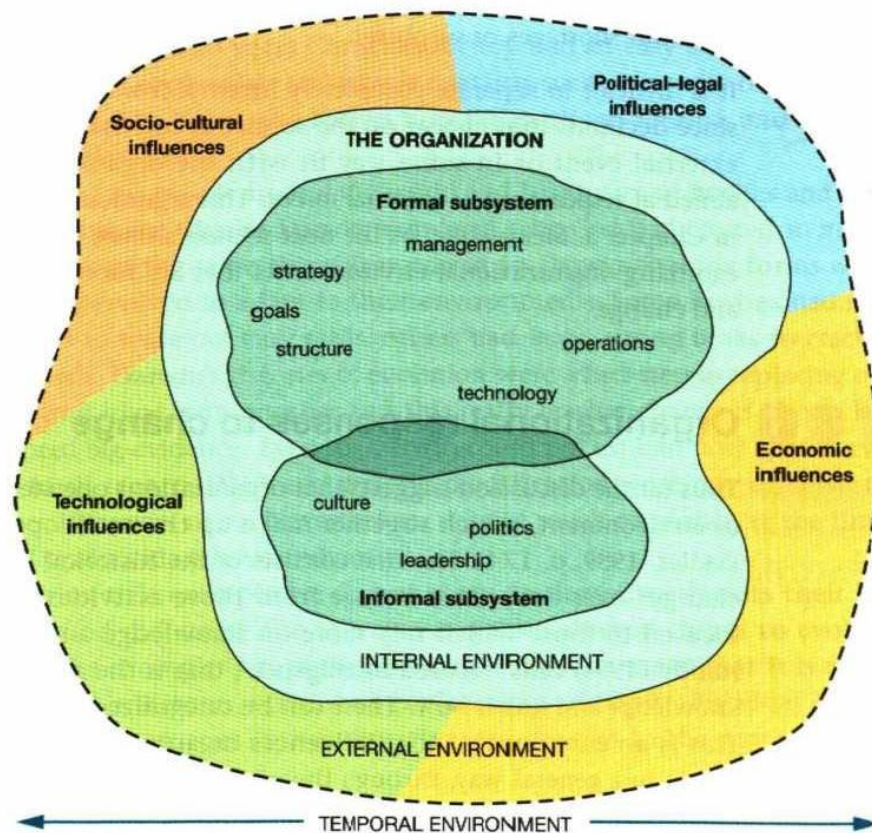 Socio-cultural
influences
Political–legal
influences
THE ORGANIZATION
Formal subsystem
management
strategy
goals
structure
operations
technology
Economic
influences
Technological
influences
culture
politics
leadership
Informal subsystem
INTERNAL ENVIRONMENT
EXTERNAL ENVIRONMENT
TEMPORAL ENVIRONMENT